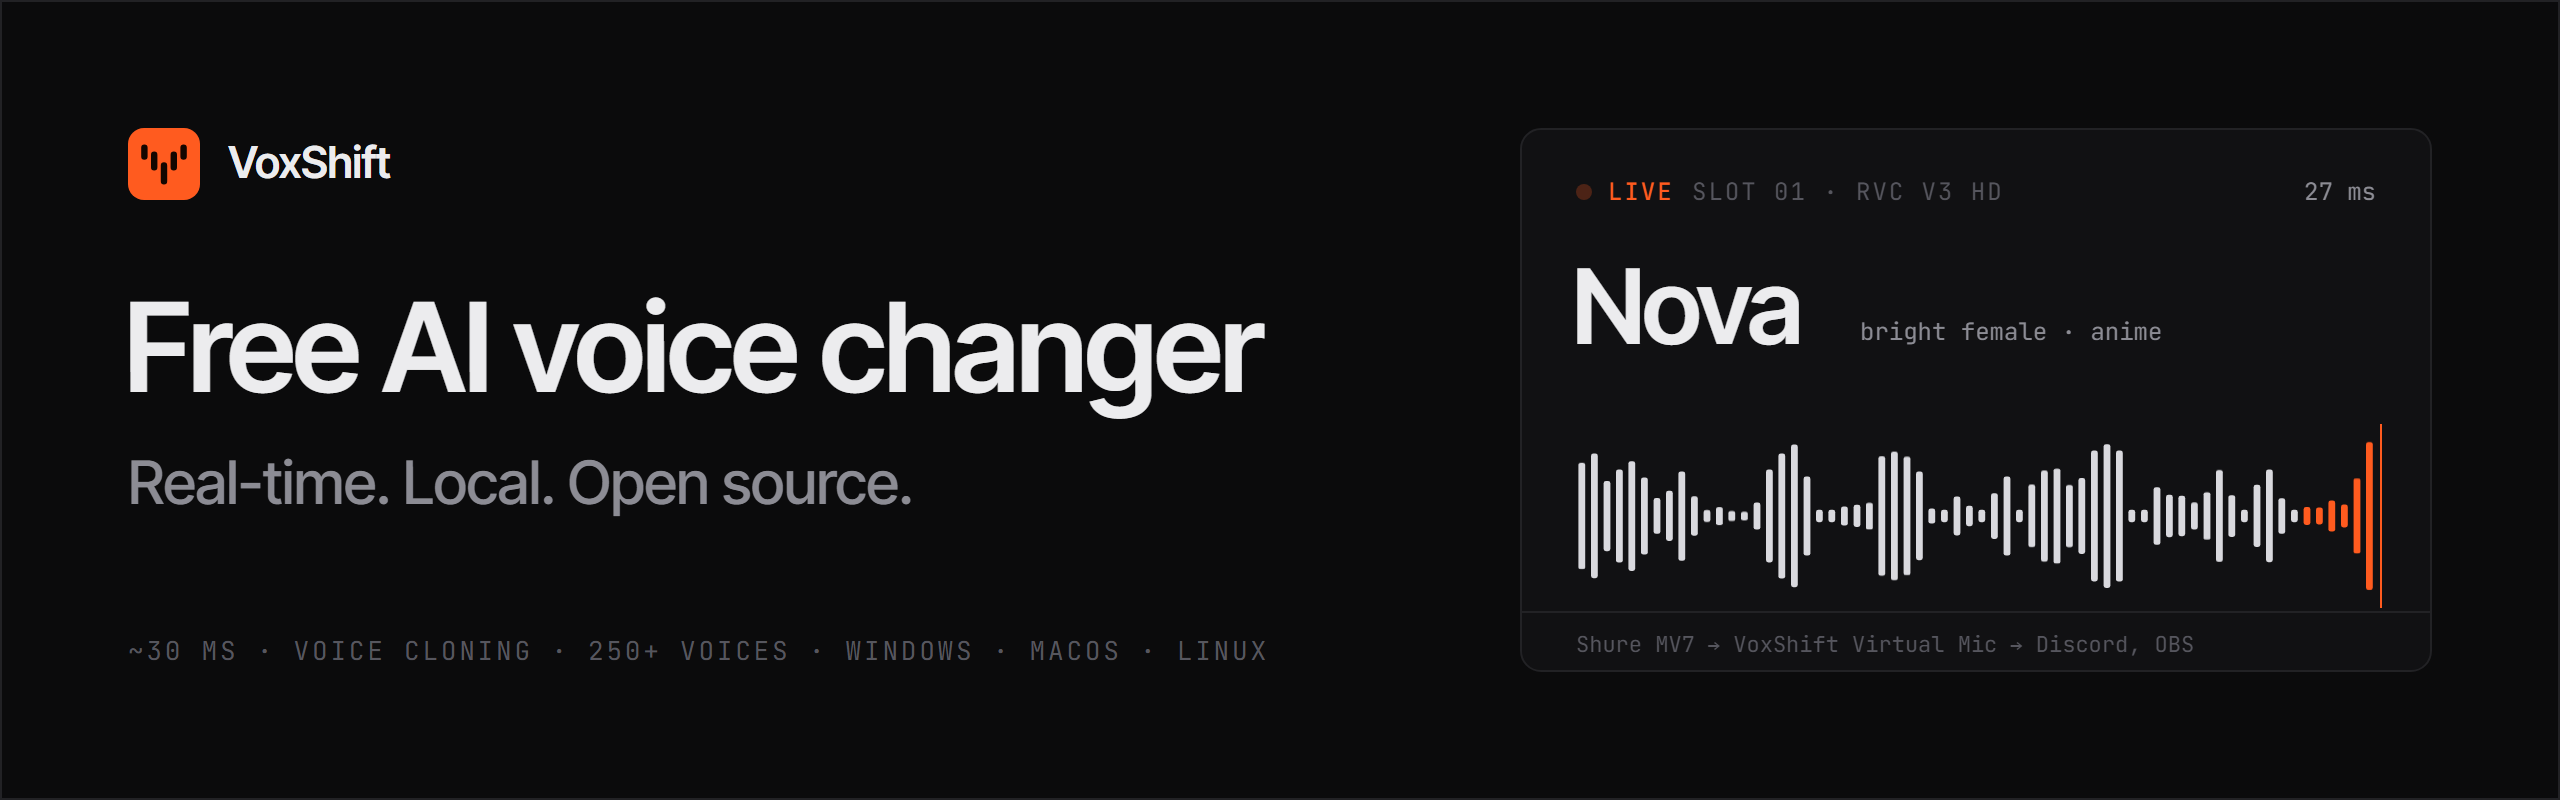 VoxShift
Free AI voice changer
Real-time. Local. Open source.
~30 MS · VOICE CLONING · 250+ VOICES · WINDOWS · MACOS · LINUX
LIVE SLOT 01 · RVC V3 HD 27 ms
Nova bright female · anime
Shure MV7 → VoxShift Virtual Mic → Discord, OBS